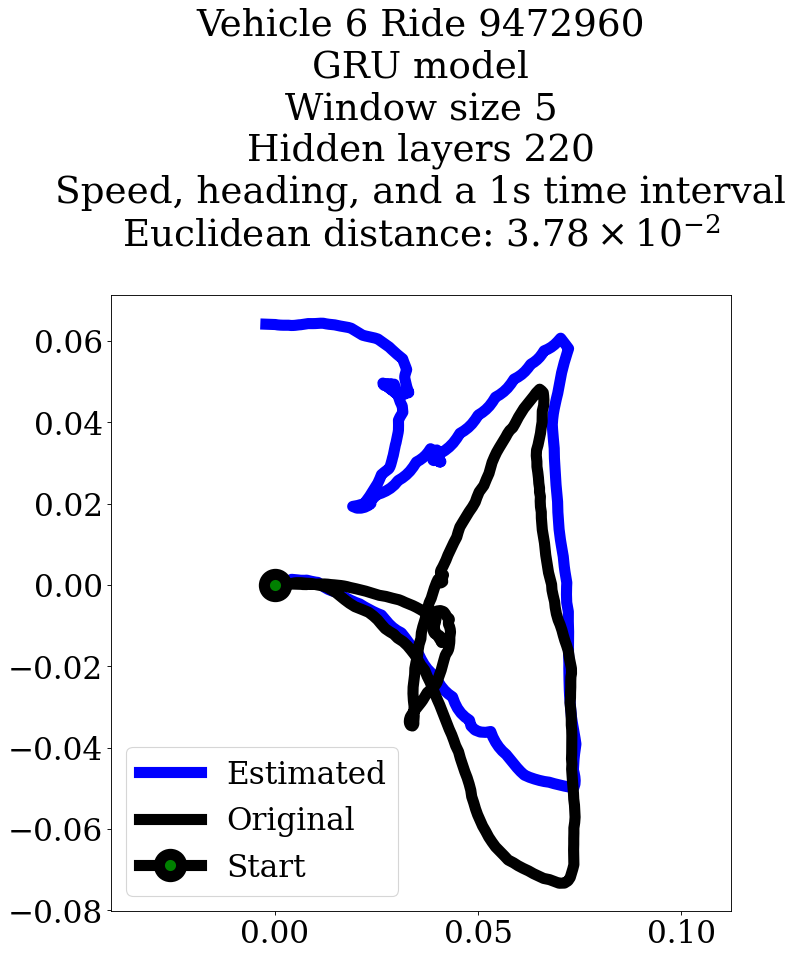 Vehicle 6 Ride 9472960
GRU model
Window size 5
Hidden layers 220
Speed, heading, and a 1s time interval
Euclidean distance: 3.78 × 10⁻²
0.06
0.04
0.02
0.00
−0.02
−0.04
−0.06
−0.08
Estimated
Original
Start
0.00 0.05 0.10